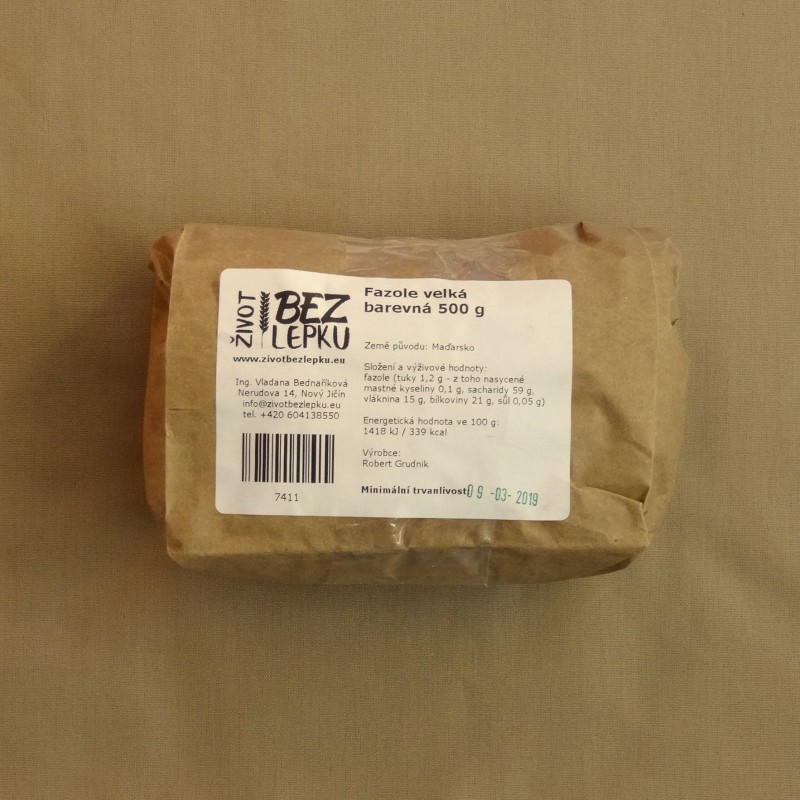 ŽIVOT
BEZ
LEPKU
www.zivotbezlepku.eu
Ing. Vladana Bednaříková
Nerudova 14, Nový Jičín
info@zivotbezlepku.eu
tel. +420 604138550
7411
Fazole velká
barevná 500 g
Země původu: Maďarsko
Složení a výživové hodnoty:
fazole (tuky 1,2 g - z toho nasycené
mastné kyseliny 0,1 g, sacharidy 59 g,
vláknina 15 g, bílkoviny 21 g, sůl 0,05 g)
Energetická hodnota ve 100 g:
1418 kJ / 339 kcal
Výrobce:
Robert Grudnik
Minimální trvanlivost: 09 -03- 2019